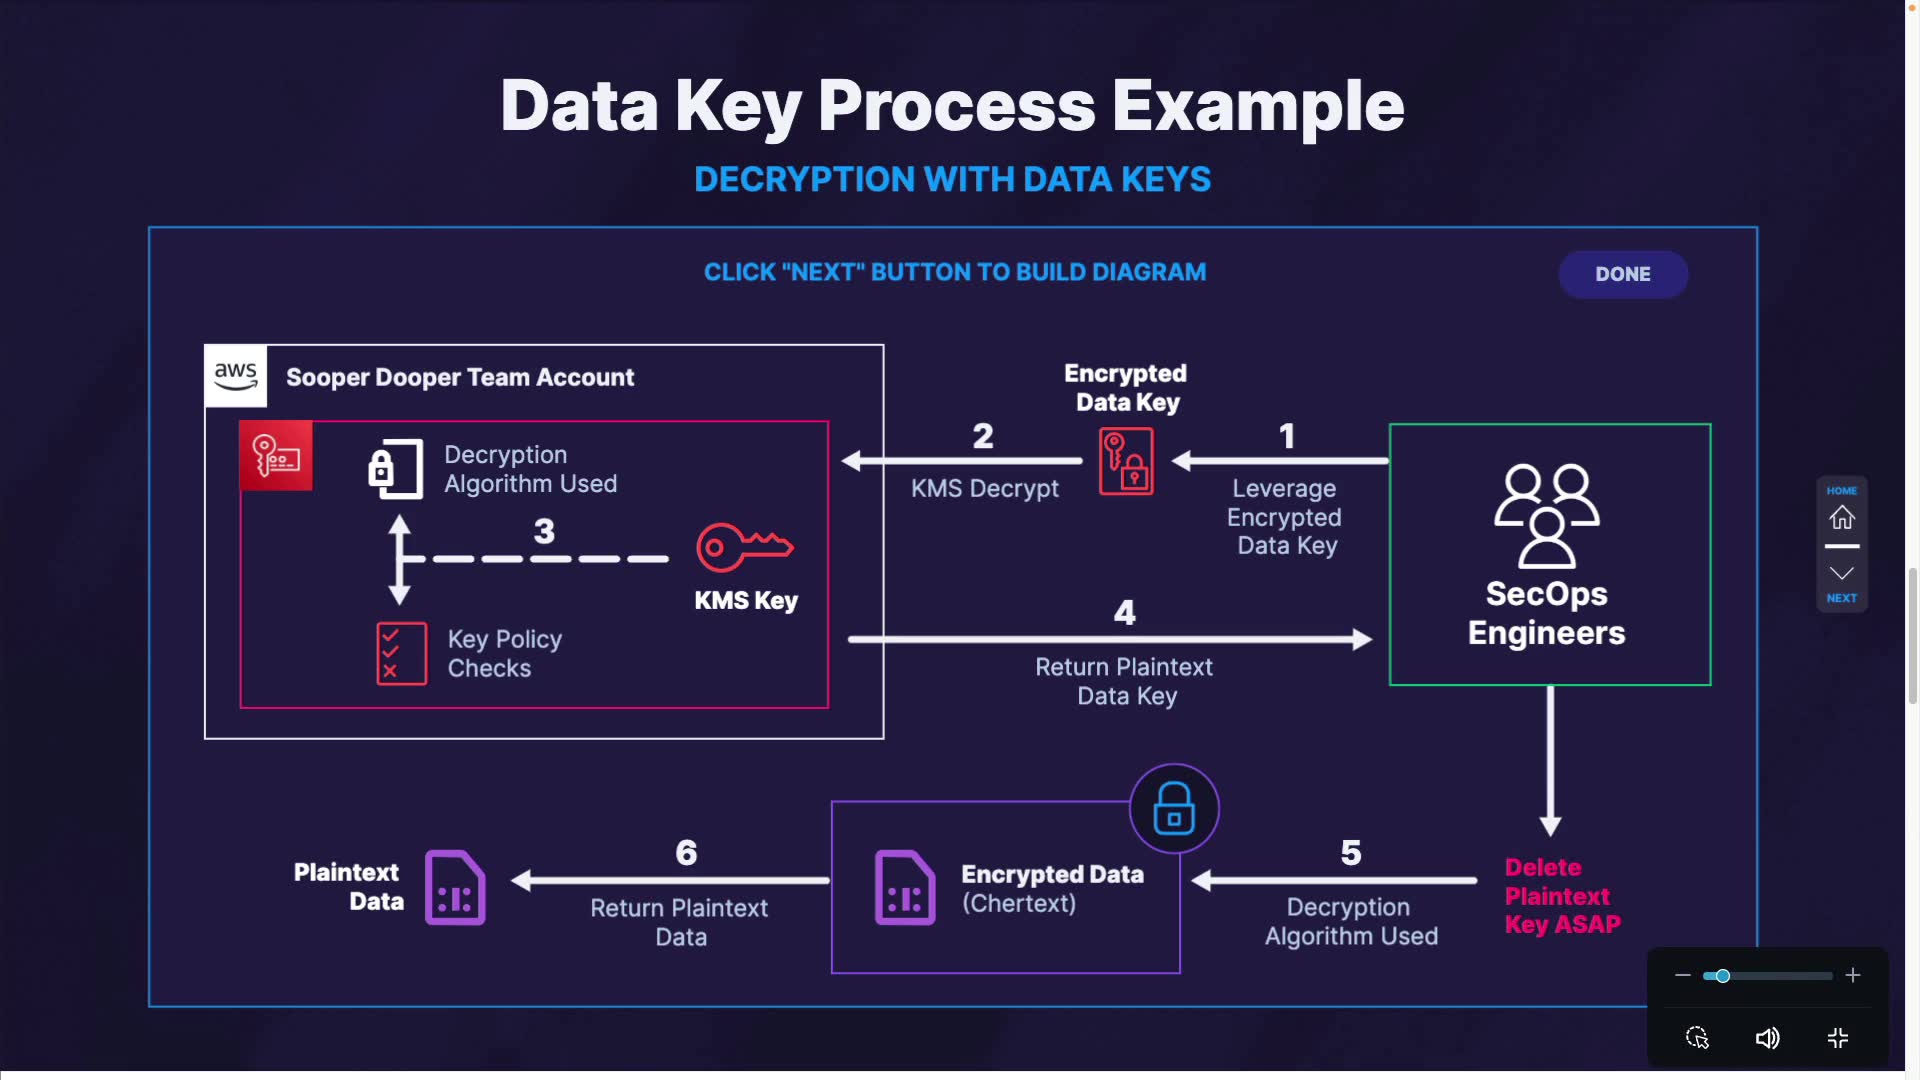 Data Key Process Example
DECRYPTION WITH DATA KEYS
CLICK "NEXT" BUTTON TO BUILD DIAGRAM
DONE
aws
Sooper Dooper Team Account
Decryption
Algorithm Used
3
KMS Key
Key Policy
Checks
Encrypted
Data Key
2
KMS Decrypt
1
Leverage
Encrypted
Data Key
SecOps
Engineers
4
Return Plaintext
Data Key
HOME
NEXT
Plaintext
Data
6
Return Plaintext
Data
Encrypted Data
(Chertext)
5
Decryption
Algorithm Used
Delete
Plaintext
Key ASAP